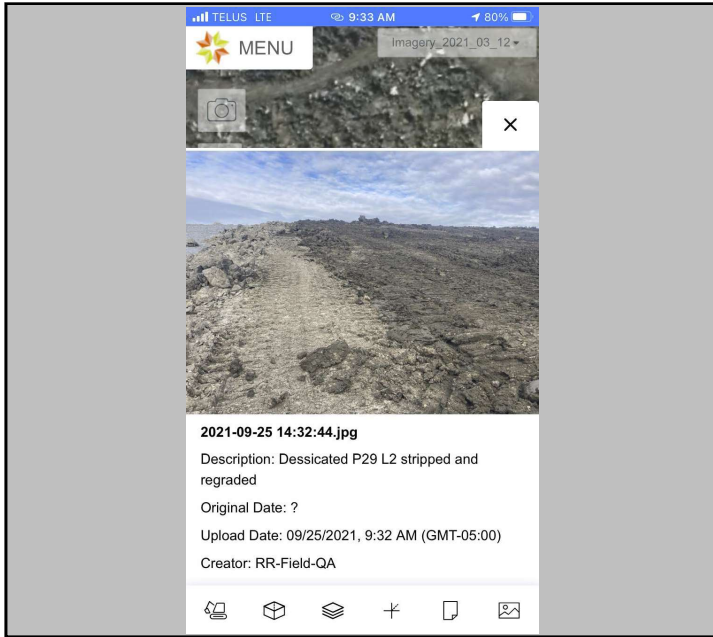 TELUS LTE 9:33 AM 80%
MENU
Imagery_2021_03_12
2021-09-25 14:32:44.jpg
Description: Dessicated P29 L2 stripped and
regraded
Original Date: ?
Upload Date: 09/25/2021, 9:32 AM (GMT-05:00)
Creator: RR-Field-QA